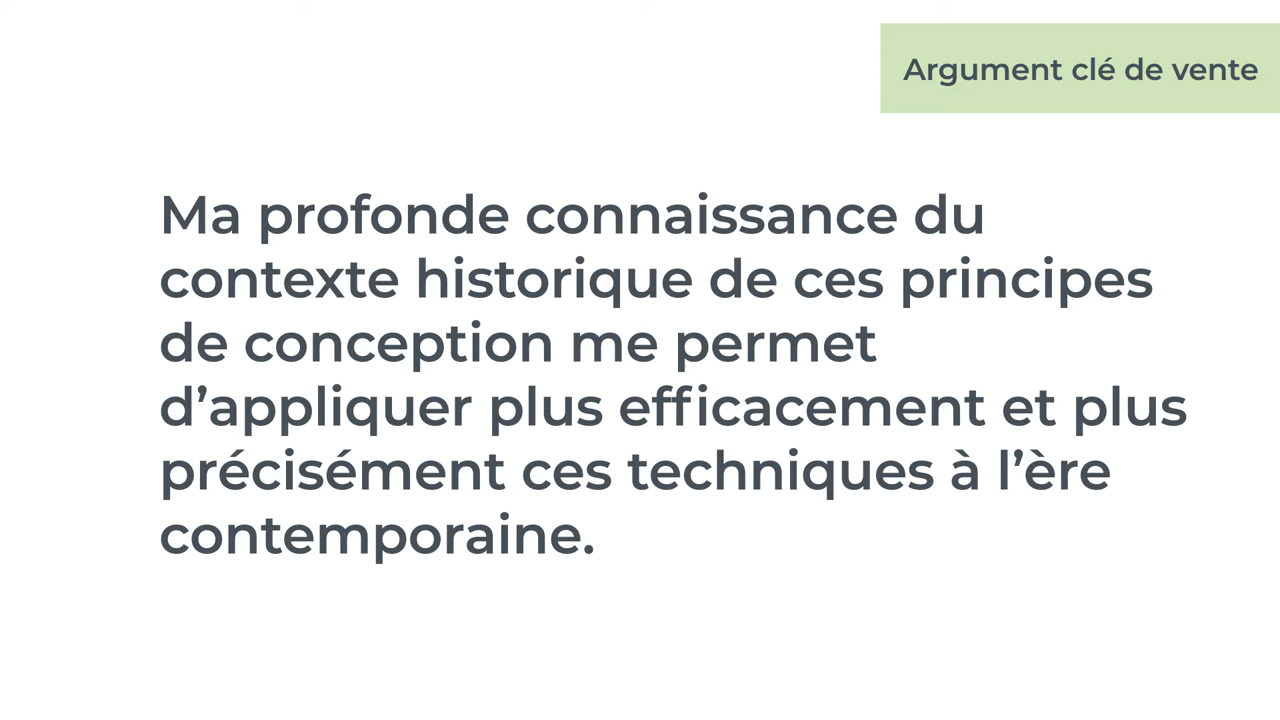 Argument clé de vente
Ma profonde connaissance du
contexte historique de ces principes
de conception me permet
d’appliquer plus efficacement et plus
précisément ces techniques à l’ère
contemporaine.